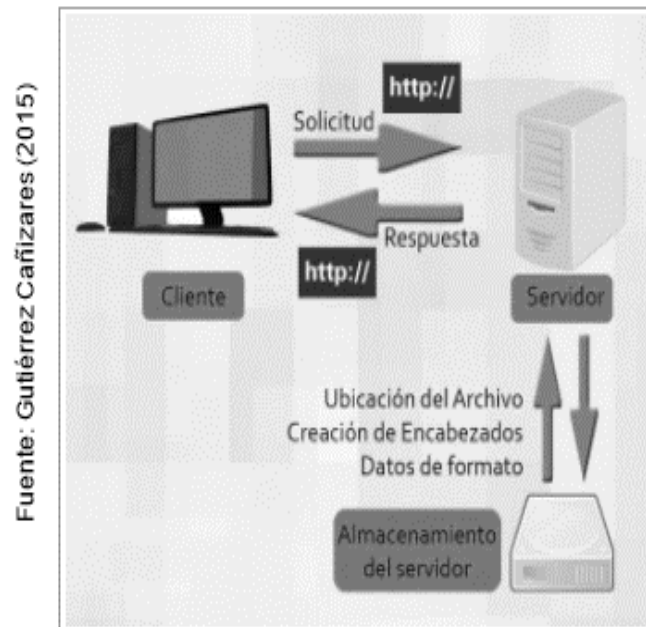 Fuente: Gutiérrez Cañizares (2015)
http://
Solicitud
Respuesta
http://
Cliente
Servidor
Ubicación del Archivo
Creación de Encabezados
Datos de formato
Almacenamiento
del servidor